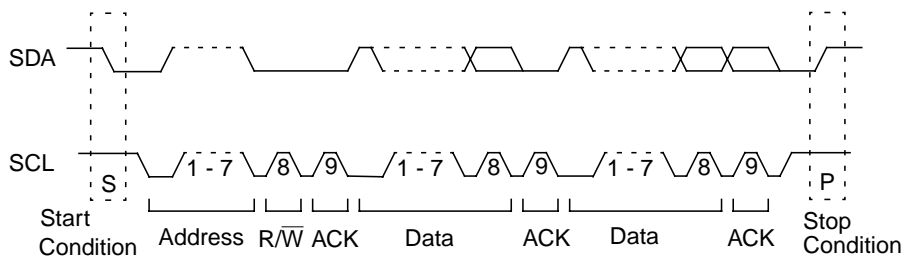 SDA
SCL
1 - 7 8 9 1 - 7 8 9 1 - 7 8 9
S P
Start Condition
Address R/W̅ ACK Data ACK Data ACK
Stop Condition